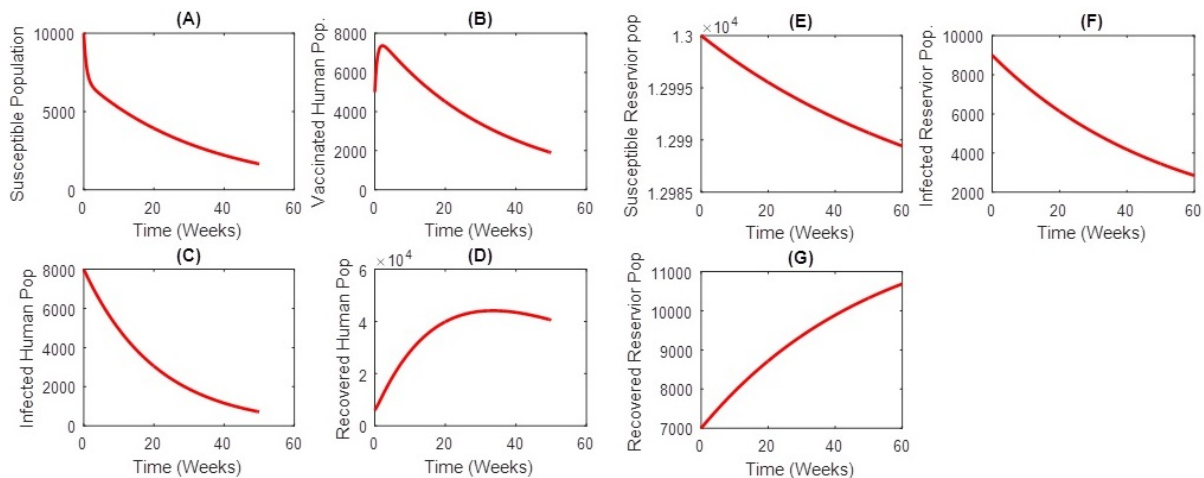 (A)
Susceptible Population
10000
5000
0
0 20 40 60
Time (Weeks)
(B)
Vaccinated Human Pop.
8000
6000
4000
2000
0
0 20 40 60
Time (Weeks)
(E)
× 10⁴
Susceptible Reservior pop
1.3
1.2995
1.299
1.2985
0 20 40 60
Time (Weeks)
(F)
Infected Reservior Pop.
10000
8000
6000
4000
2000
0 20 40 60
Time (Weeks)
(C)
Infected Human Pop
8000
6000
4000
2000
0
0 20 40 60
Time (Weeks)
(D)
× 10⁴
Recovered Human Pop
6
4
2
0
0 20 40 60
Time (Weeks)
(G)
Recovered Reservior Pop
11000
10000
9000
8000
7000
0 20 40 60
Time (Weeks)